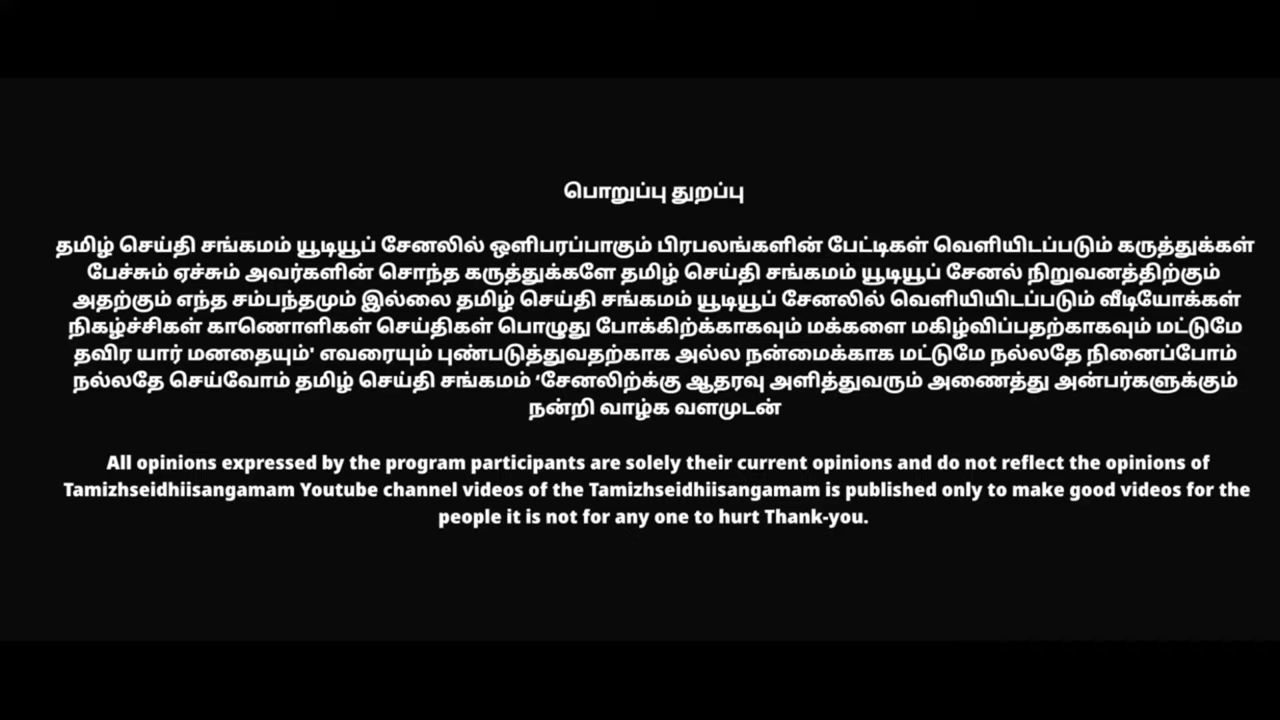 பொறுப்பு துறப்பு
தமிழ் செய்தி சங்கமம் யூடியூப் சேனலில் ஒளிபரப்பாகும் பிரபலங்களின் பேட்டிகள் வெளியிடப்படும் கருத்துக்கள்
பேச்சும் ஏச்சும் அவர்களின் சொந்த கருத்துக்களே தமிழ் செய்தி சங்கமம் யூடியூப் சேனல் நிறுவனத்திற்கும்
அதற்கும் எந்த சம்பந்தமும் இல்லை தமிழ் செய்தி சங்கமம் யூடியூப் சேனலில் வெளியியிடப்படும் வீடியோக்கள்
நிகழ்ச்சிகள் காணொளிகள் செய்திகள் பொழுது போக்கிற்க்காகவும் மக்களை மகிழ்விப்பதற்காகவும் மட்டுமே
தவிர யார் மனதையும்' எவரையும் புண்படுத்துவதற்காக அல்ல நன்மைக்காக மட்டுமே நல்லதே நினைப்போம்
நல்லதே செய்வோம் தமிழ் செய்தி சங்கமம் ‘சேனலிற்க்கு ஆதரவு அளித்துவரும் அணைத்து அன்பர்களுக்கும்
நன்றி வாழ்க வளமுடன்
All opinions expressed by the program participants are solely their current opinions and do not reflect the opinions of
Tamizhseidhiisangamam Youtube channel videos of the Tamizhseidhiisangamam is published only to make good videos for the
people it is not for any one to hurt Thank-you.